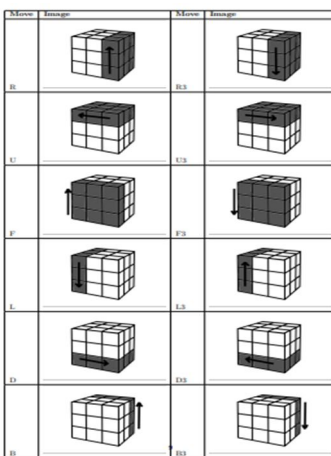 Move Image Move Image
R R3
U U3
F F3
L L3
D D3
B B3